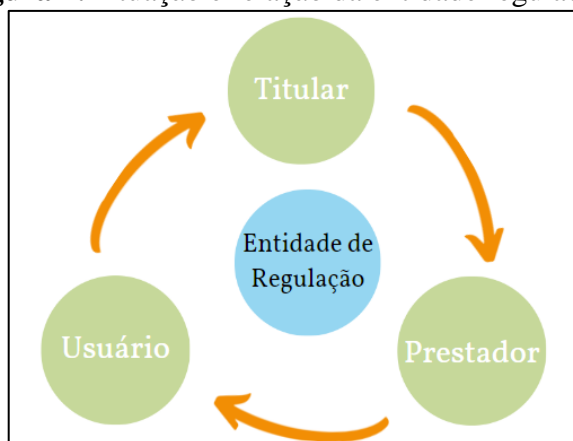 Titular
Entidade de
Regulação
Usuário
Prestador